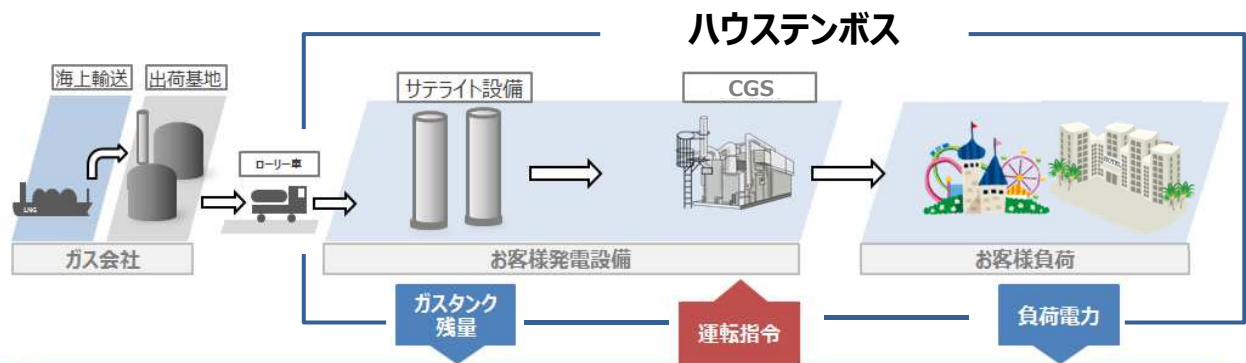 ハウステンボス
海上輸送
出荷基地
サテライト設備
CGS
ローリー車
LNG
HOTEL
ガス会社
お客様発電設備
お客様負荷
ガスタンク
残量
運転指令
負荷電力